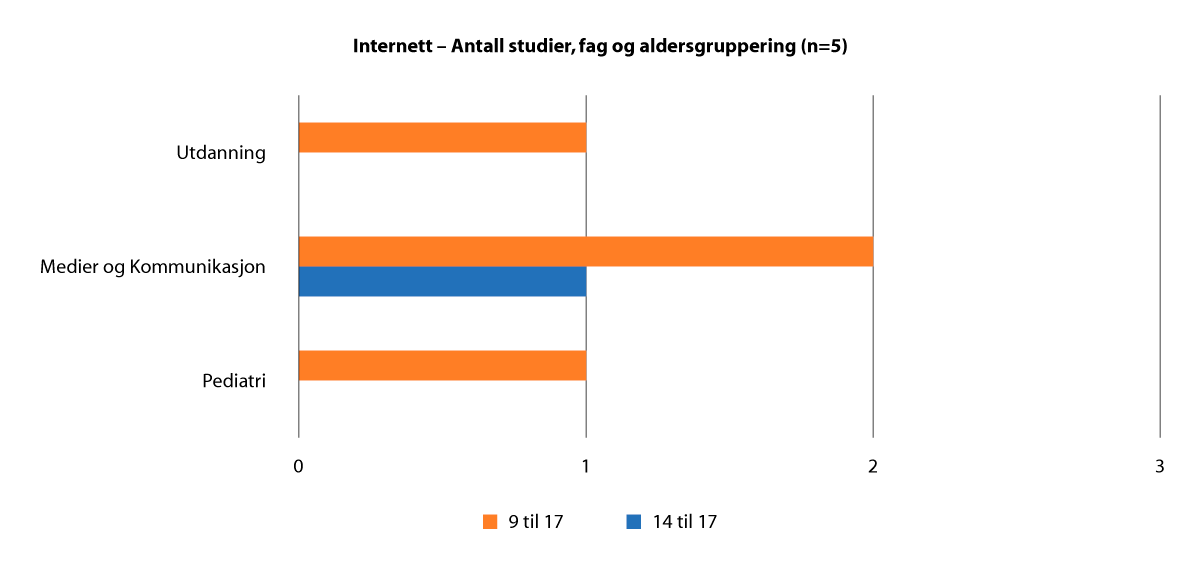 Internett – Antall studier, fag og aldersgruppering (n=5)
Utdanning
Medier og Kommunikasjon
Pediatri
0 1 2 3
9 til 17 14 til 17